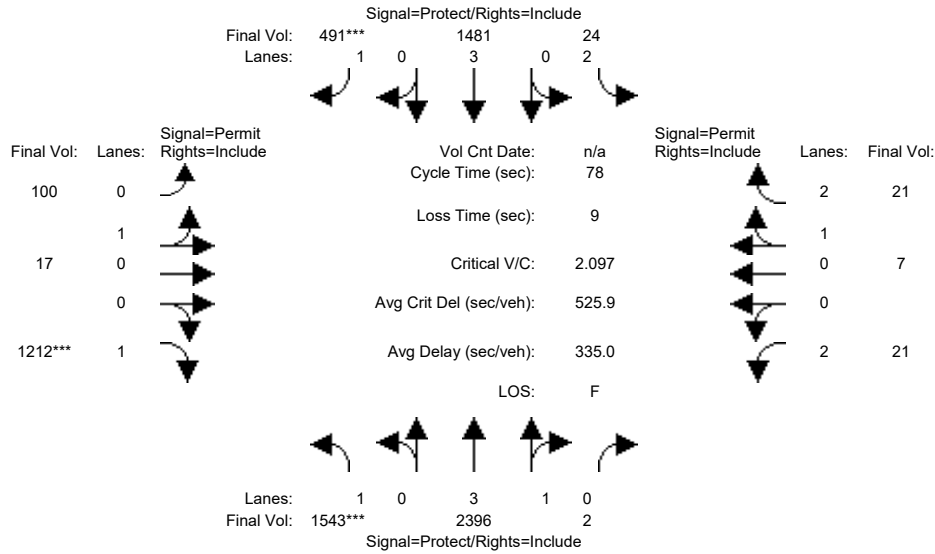 Signal=Protect/Rights=Include
Final Vol: 491*** 1481 24
Lanes: 1 0 3 0 2
Signal=Permit
Final Vol: Lanes: Rights=Include
Vol Cnt Date: n/a
Signal=Permit
Rights=Include Lanes: Final Vol:
Cycle Time (sec): 78
100 0
2 21
Loss Time (sec): 9
1
1
17 0
Critical V/C: 2.097
0 7
0
Avg Crit Del (sec/veh): 525.9
0
1212*** 1
Avg Delay (sec/veh): 335.0
2 21
LOS: F
Lanes: 1 0 3 1 0
Final Vol: 1543*** 2396 2
Signal=Protect/Rights=Include